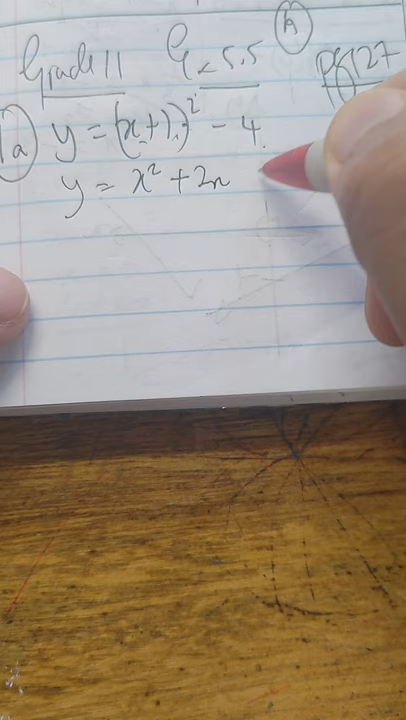 Grade 11 Ex 5.5 A Pg 127
1a) y = (x+1)² - 4.
y = x² + 2x